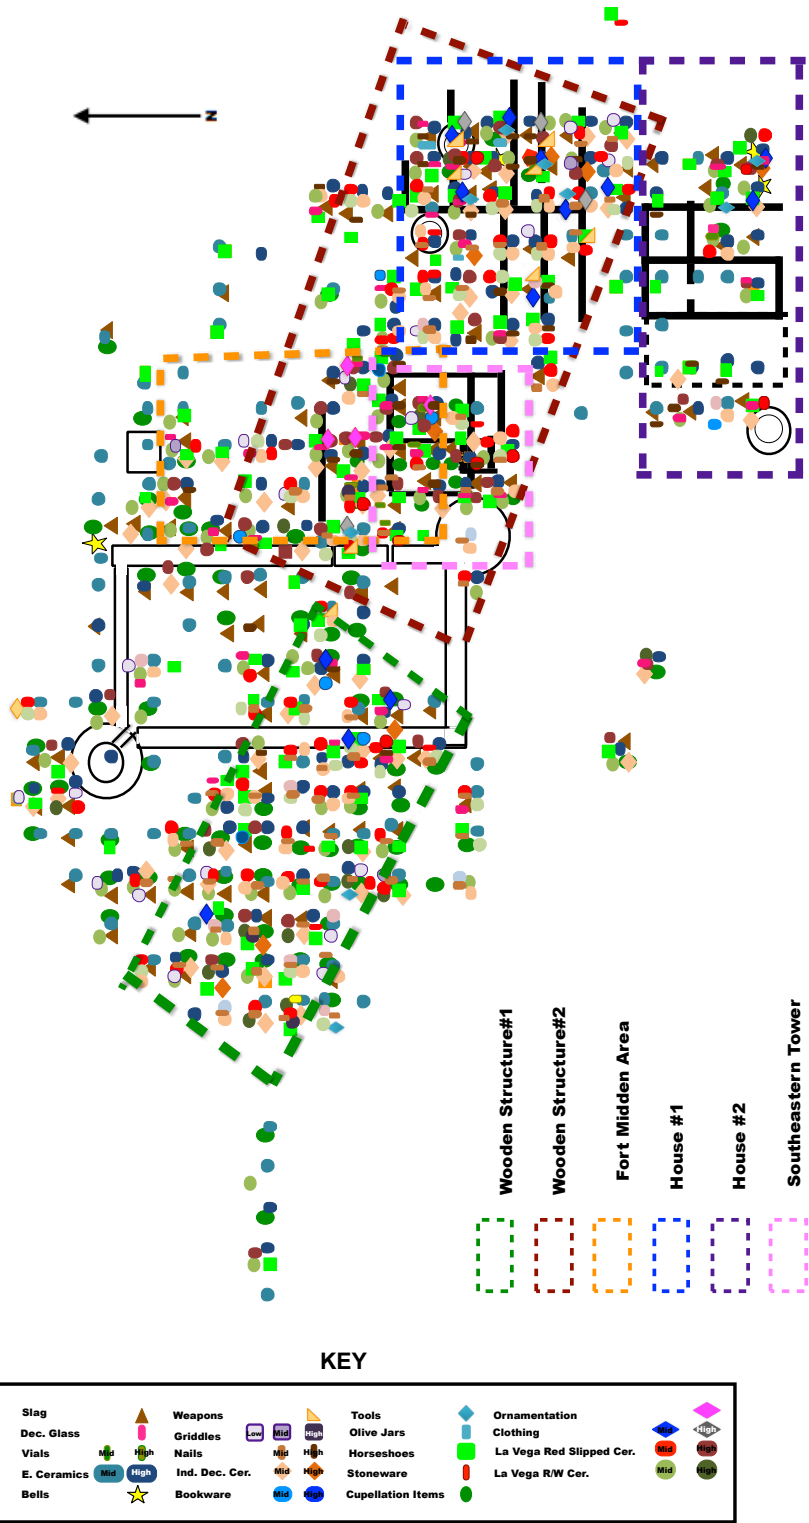 N
Wooden Structure#1
Wooden Structure#2
Fort Midden Area
House #1
House #2
Southeastern Tower
KEY
Slag Weapons Tools Ornamentation
Dec. Glass Griddles Low Mid High Olive Jars Clothing Mid High
Vials Mid High Nails Mid High Horseshoes La Vega Red Slipped Cer. Mid High
E. Ceramics Mid High Ind. Dec. Cer. Mid High Stoneware La Vega R/W Cer. Mid High
Bells Bookware Mid High Cupellation Items